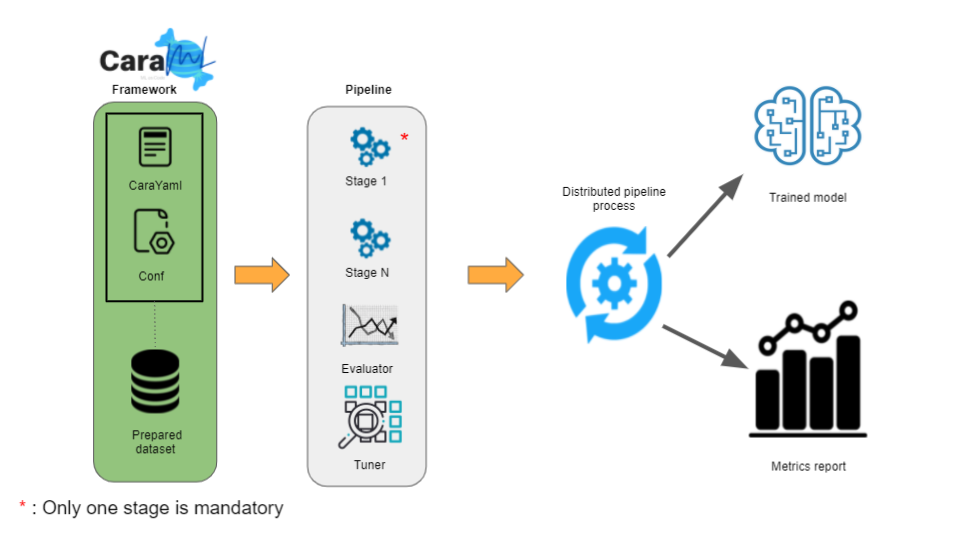 CaraML
Framework
CaraYaml
Conf
Prepared
dataset
Pipeline
*
Stage 1
Stage N
Evaluator
Tuner
Distributed pipeline
process
Trained model
Metrics report
* : Only one stage is mandatory